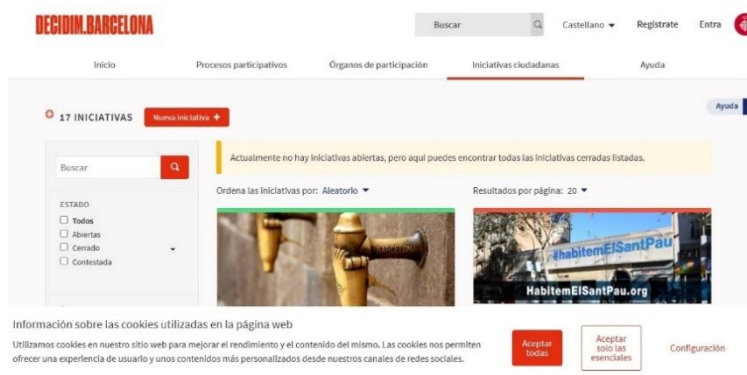 DECIDIM.BARCELONA
Buscar
Castellano
Regístrate
Entra
Inicio
Procesos participativos
Órganos de participación
Iniciativas ciudadanas
Ayuda
Ayuda
17 INICIATIVAS
Nueva iniciativa +
Buscar
Actualmente no hay iniciativas abiertas, pero aquí puedes encontrar todas las iniciativas cerradas listadas.
Ordena las iniciativas por: Aleatorio
Resultados por página: 20
ESTADO
Todos
Abiertas
Cerrado
Contestada
BARCELONA
#habitemElSantPau
HabitemElSantPau.org
Información sobre las cookies utilizadas en la página web
Utilizamos cookies en nuestro sitio web para mejorar el rendimiento y el contenido del mismo. Las cookies nos permiten
ofrecer una experiencia de usuario y unos contenidos más personalizados desde nuestros canales de redes sociales.
Aceptar
todas
Aceptar
solo las
esenciales
Configuración